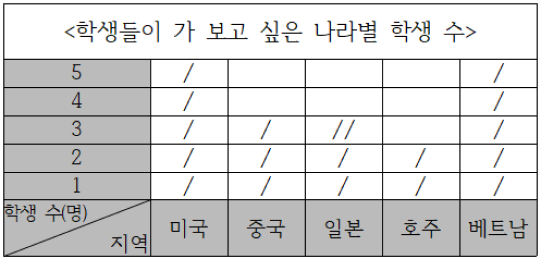 <학생들이 가 보고 싶은 나라별 학생 수>
5 / /
4 / /
3 / / // /
2 / / / / /
1 / / / / /
학생 수(명)
지역 미국 중국 일본 호주 베트남